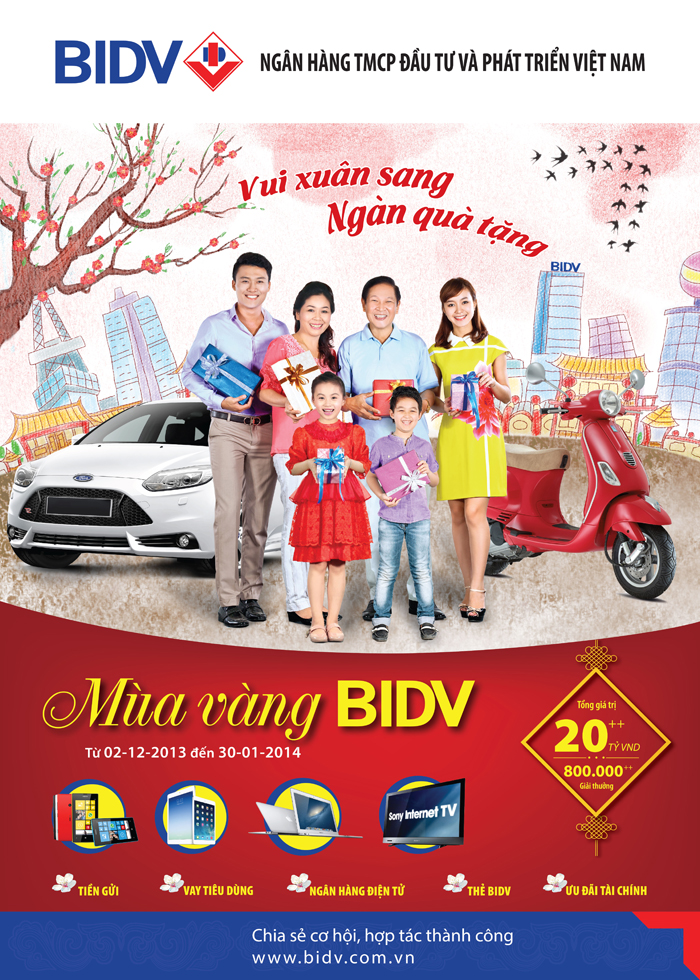 BIDV
NGÂN HÀNG TMCP ĐẦU TƯ VÀ PHÁT TRIỂN VIỆT NAM
Vui xuân sang
Ngàn quà tặng
BIDV
Ford
Mùa vàng BIDV
Từ 02-12-2013 đến 30-01-2014
Tổng giá trị
20++
TỶ VND
800.000++
Giải thưởng
Sony Internet TV
TIỀN GỬI
VAY TIÊU DÙNG
NGÂN HÀNG ĐIỆN TỬ
THẺ BIDV
ƯU ĐÃI TÀI CHÍNH
Chia sẻ cơ hội, hợp tác thành công
www.bidv.com.vn